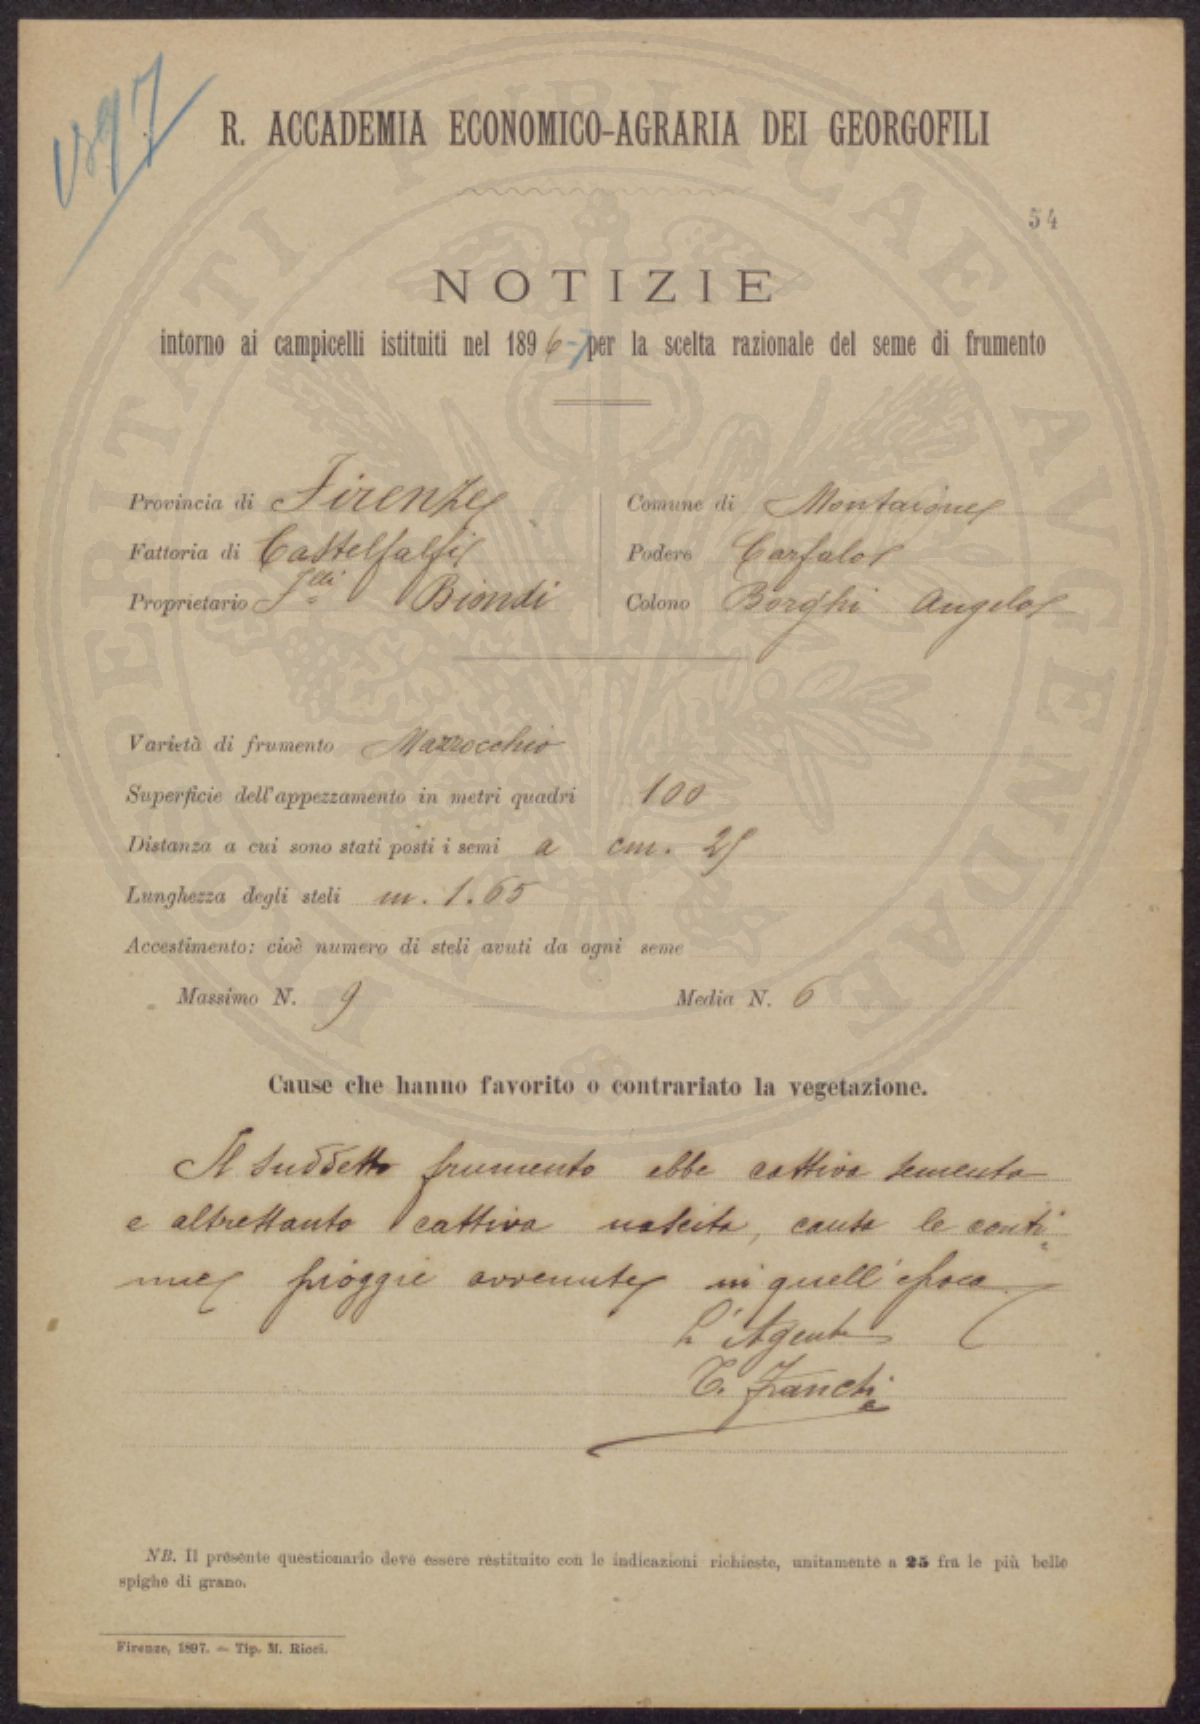 1897
R. ACCADEMIA ECONOMICO-AGRARIA DEI GEORGOFILI
54
NOTIZIE
intorno ai campicelli istituiti nel 1896-7 per la scelta razionale del seme di frumento
Provincia di Firenze
Comune di Montaione
Fattoria di Castelfalfi
Podere Carfalo
Proprietario F.lli Biondi
Colono Borghi Angelo
Varietà di frumento Mazzocchio
Superficie dell'appezzamento in metri quadri 100
Distanza a cui sono stati posti i semi a cm. 25
Lunghezza degli steli m. 1.65
Accestimento: cioè numero di steli avuti da ogni seme
Massimo N. 9 Media N. 6
Cause che hanno favorito o contrariato la vegetazione.
Il suddetto frumento ebbe cattiva sementa
e altrettanto cattiva nascita, causa le conti=
nue pioggie avvenute in quell'epoca
L'Agente
C. Franchi
NB. Il presente questionario deve essere restituito con le indicazioni richieste, unitamente a 25 fra le più belle
spighe di grano.
Firenze, 1897. — Tip. M. Ricci.
PROSPERITATI PUBLICAE AVGENDAE